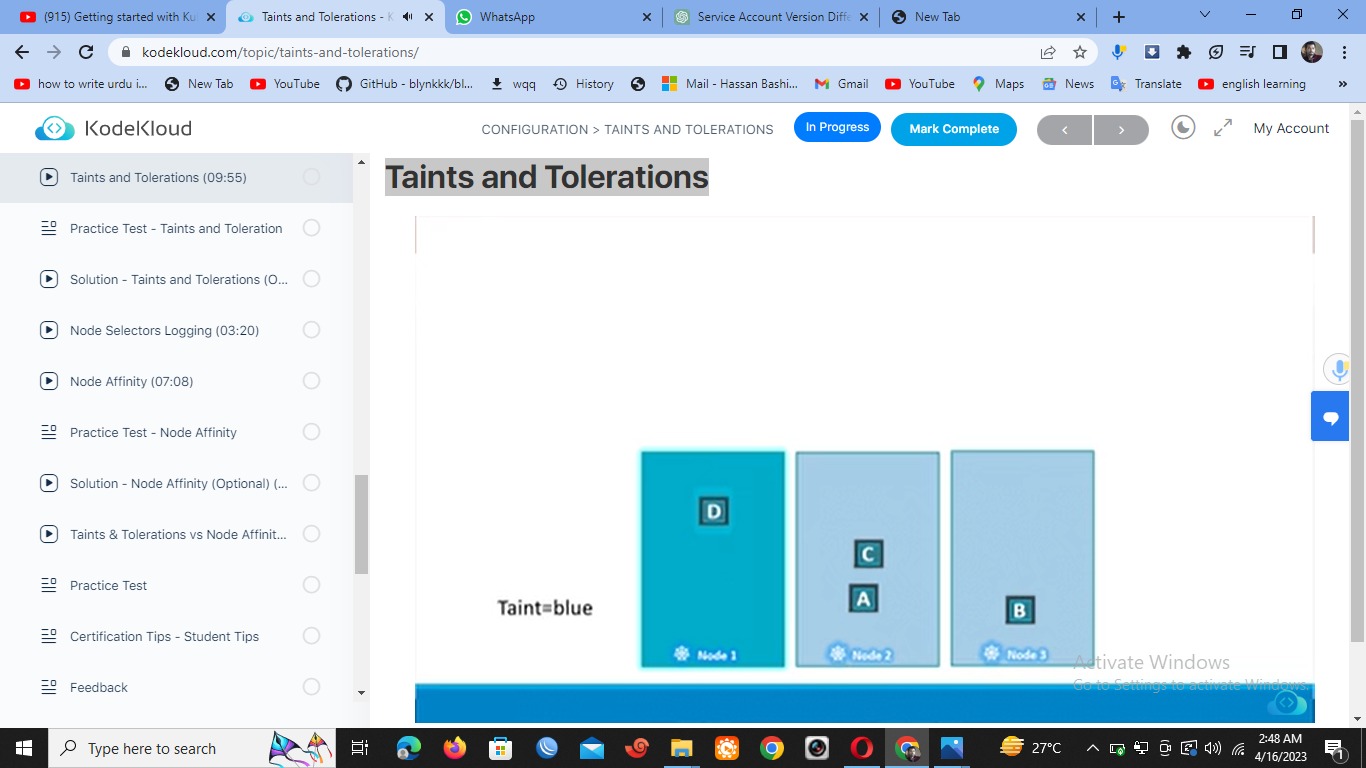 (915) Getting started with Ku
Taints and Tolerations - K
WhatsApp
Service Account Version Diffe
New Tab
kodekloud.com/topic/taints-and-tolerations/
how to write urdu i...
New Tab
YouTube
GitHub - blynkkk/bl...
wqq
History
Mail - Hassan Bashi...
Gmail
YouTube
Maps
News
Translate
english learning
»
KodeKloud
CONFIGURATION > TAINTS AND TOLERATIONS
In Progress
Mark Complete
My Account
Taints and Tolerations (09:55)
Practice Test - Taints and Toleration
Solution - Taints and Tolerations (O...
Node Selectors Logging (03:20)
Node Affinity (07:08)
Practice Test - Node Affinity
Solution - Node Affinity (Optional) (...
Taints & Tolerations vs Node Affinit...
Practice Test
Certification Tips - Student Tips
Feedback
Taints and Tolerations
D
C
A
B
Taint=blue
Node 1
Node 2
Node 3
Activate Windows
Go to Settings to activate Windows.
Type here to search
27°C
2:48 AM
4/16/2023
1